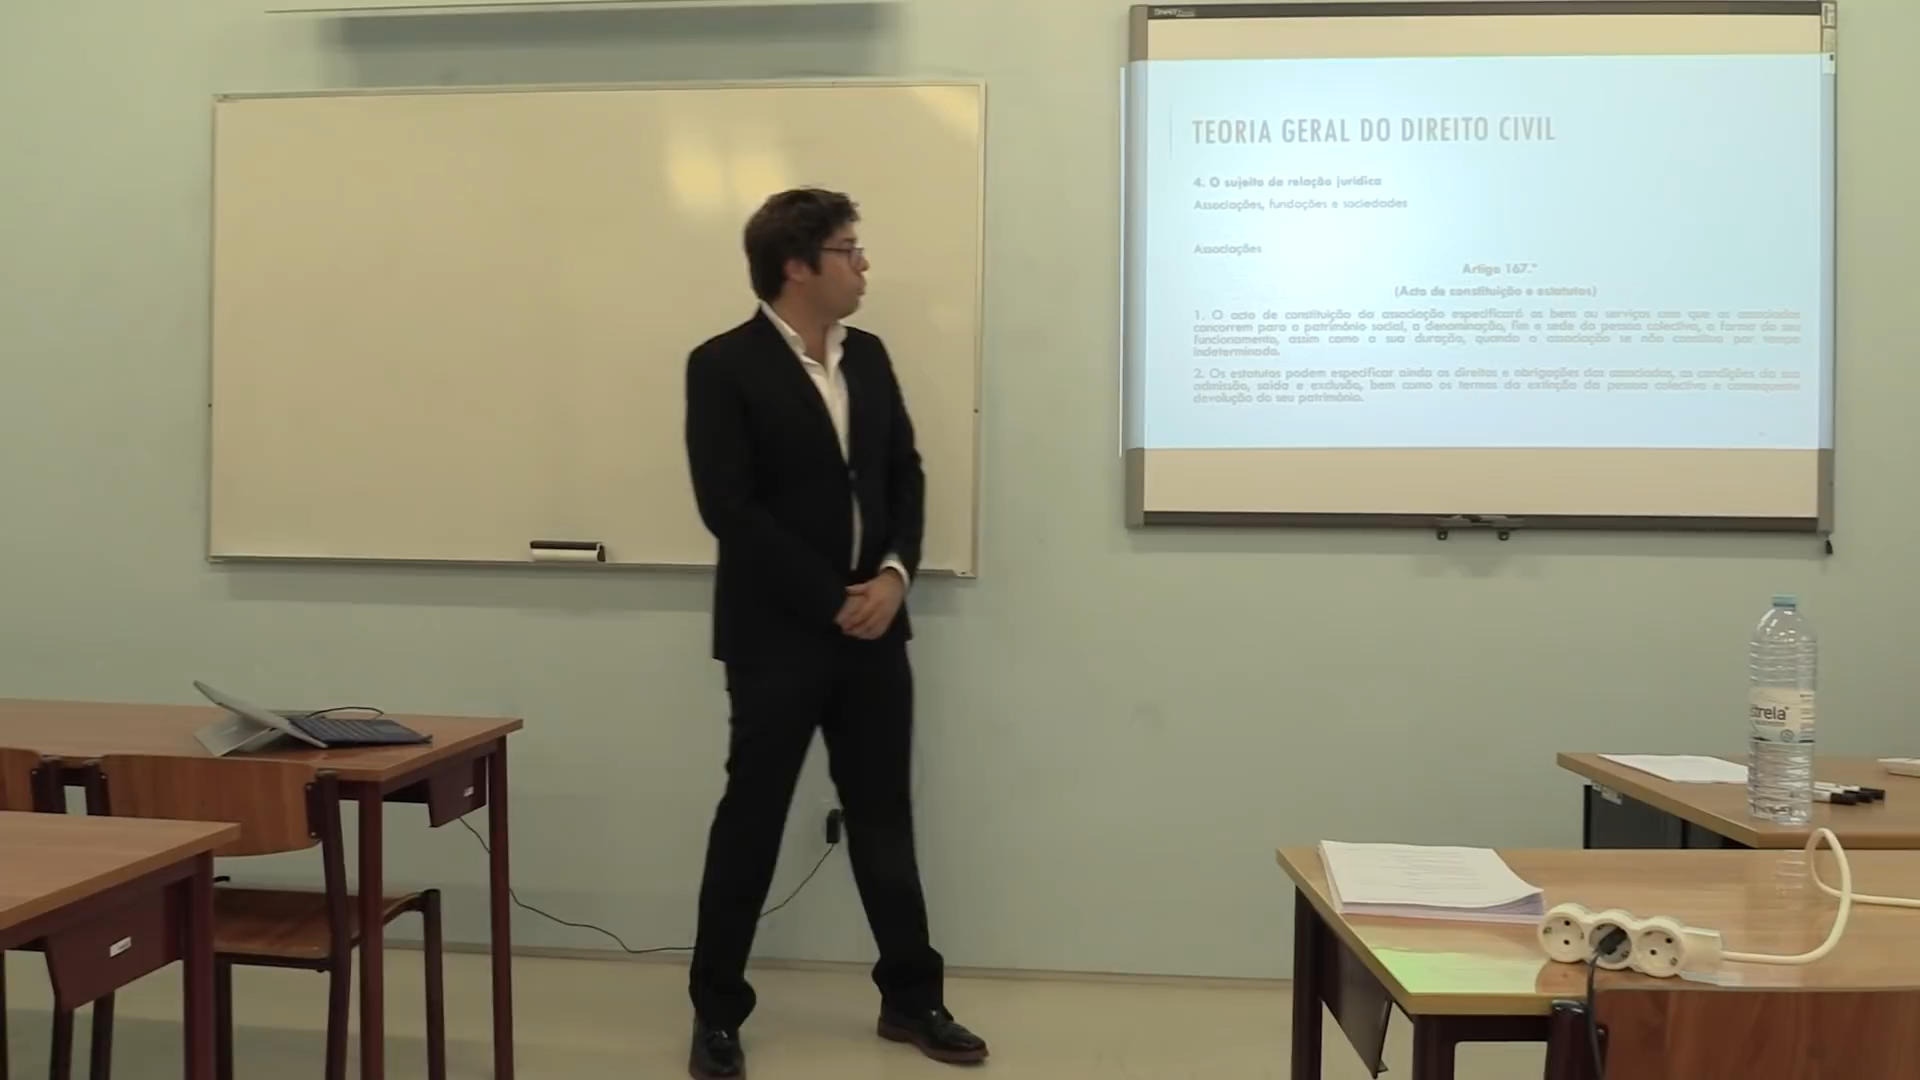 TEORIA GERAL DO DIREITO CIVIL
4. O sujeito da relação jurídica
Associações, fundações e sociedades
Associações
Artigo 167.º
(Acto de constituição e estatutos)
1. O acto de constituição da associação especificará os bens ou serviços com que os associados
concorrem para o património social, a denominação, fim e sede da pessoa colectiva, a forma do seu
funcionamento, assim como a sua duração, quando a associação se não constitua por tempo
indeterminado.
2. Os estatutos podem especificar ainda os direitos e obrigações dos associados, as condições da sua
admissão, saída e exclusão, bem como os termos da extinção da pessoa colectiva e consequente
devolução do seu património.
strela